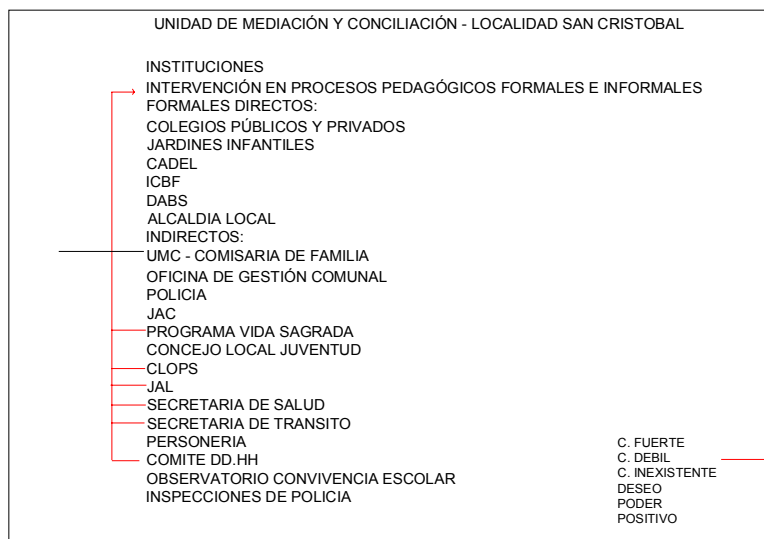 UNIDAD DE MEDIACIÓN Y CONCILIACIÓN - LOCALIDAD SAN CRISTOBAL
INSTITUCIONES
INTERVENCIÓN EN PROCESOS PEDAGÓGICOS FORMALES E INFORMALES
FORMALES DIRECTOS:
COLEGIOS PÚBLICOS Y PRIVADOS
JARDINES INFANTILES
CADEL
ICBF
DABS
ALCALDIA LOCAL
INDIRECTOS:
UMC - COMISARIA DE FAMILIA
OFICINA DE GESTIÓN COMUNAL
POLICIA
JAC
PROGRAMA VIDA SAGRADA
CONCEJO LOCAL JUVENTUD
CLOPS
JAL
SECRETARIA DE SALUD
SECRETARIA DE TRANSITO
PERSONERIA
COMITE DD.HH
OBSERVATORIO CONVIVENCIA ESCOLAR
INSPECCIONES DE POLICIA
C. FUERTE
C. DEBIL
C. INEXISTENTE
DESEO
PODER
POSITIVO